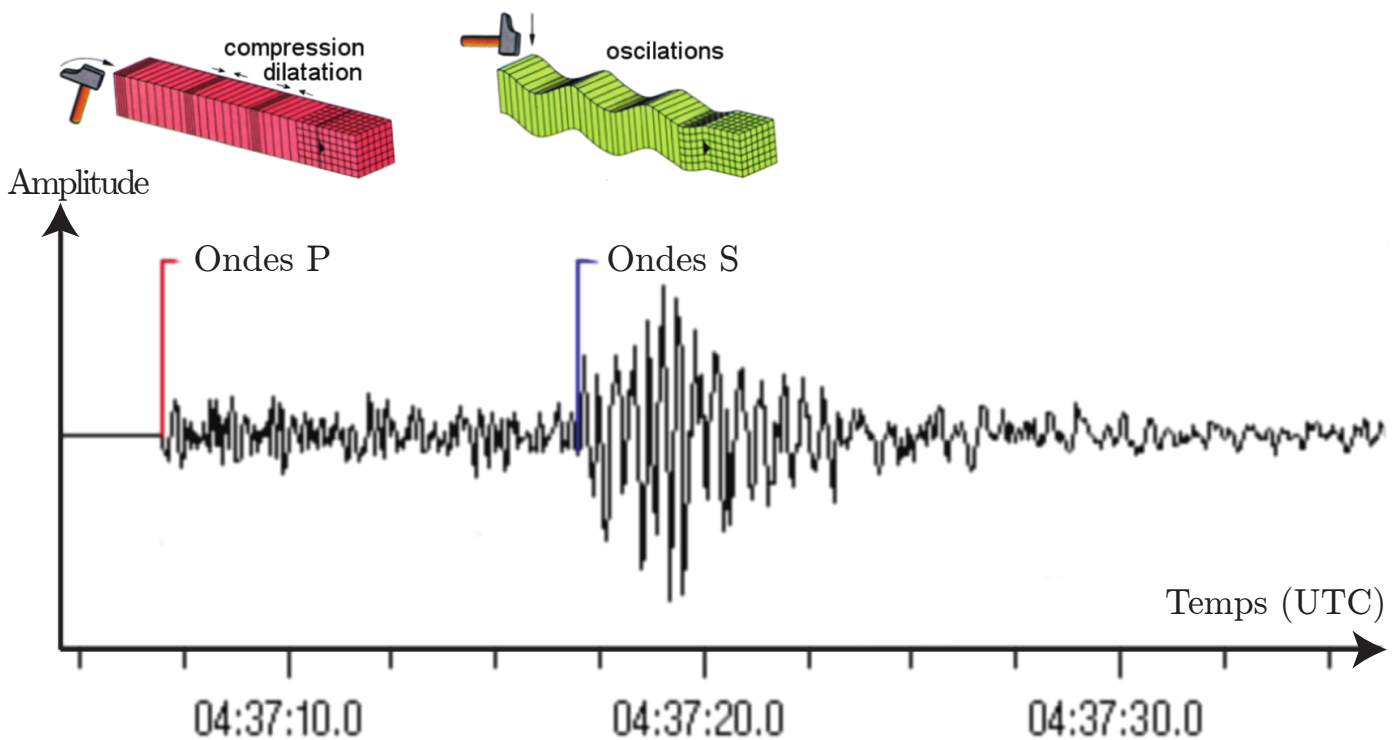 compression
dilatation
oscilations
Amplitude
Ondes P
Ondes S
Temps (UTC)
04:37:10.0
04:37:20.0
04:37:30.0